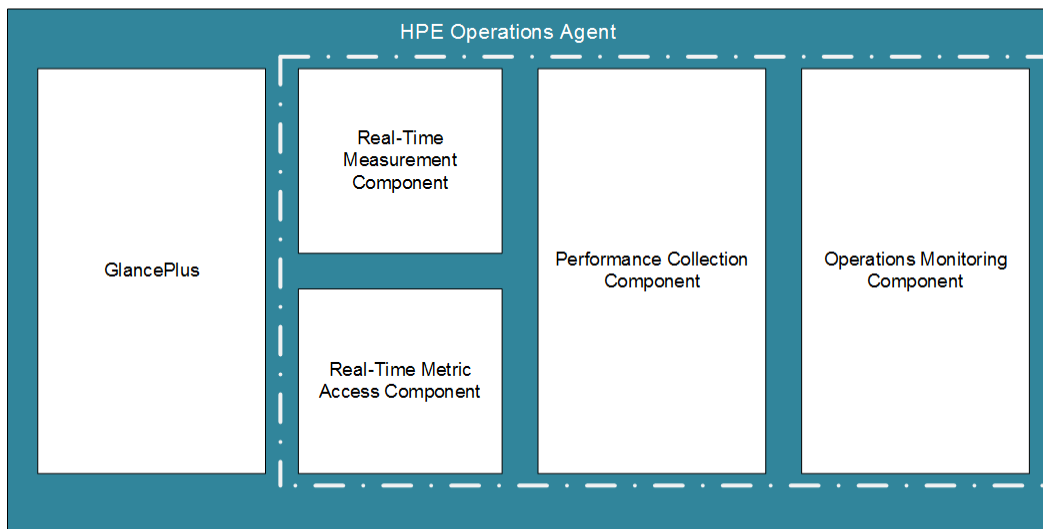 HPE Operations Agent
GlancePlus
Real-Time
Measurement
Component
Real-Time Metric
Access Component
Performance Collection
Component
Operations Monitoring
Component